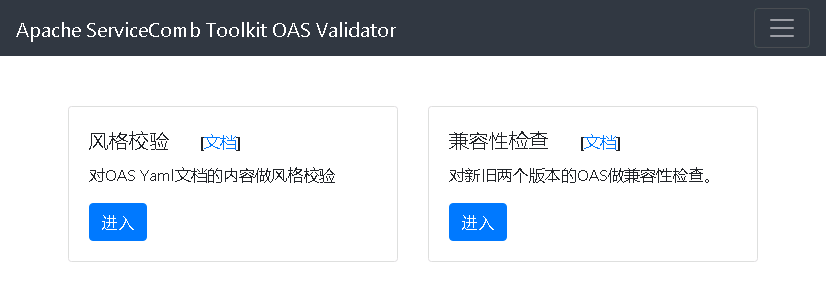 Apache ServiceComb Toolkit OAS Validator
风格校验 [文档]
对OAS Yaml文档的内容做风格校验
进入
兼容性检查 [文档]
对新旧两个版本的OAS做兼容性检查。
进入